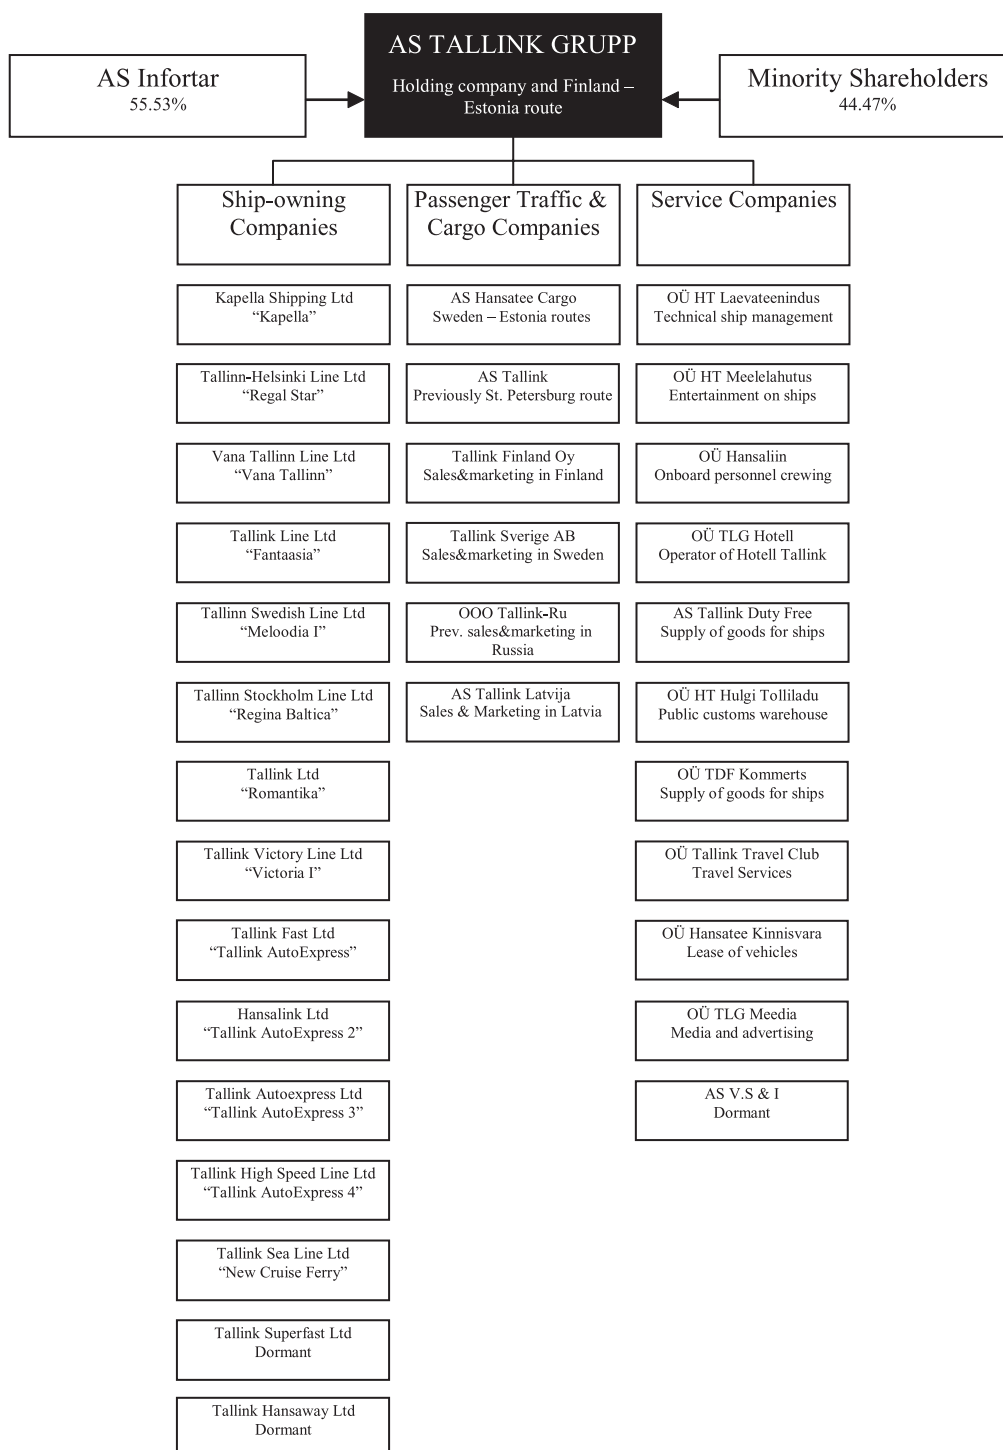 AS TALLINK GRUPP
Holding company and Finland –
Estonia route
AS Infortar
55.53%
Minority Shareholders
44.47%
Ship-owning
Companies
Kapella Shipping Ltd
“Kapella”
Tallinn-Helsinki Line Ltd
“Regal Star”
Vana Tallinn Line Ltd
“Vana Tallinn”
Tallink Line Ltd
“Fantaasia”
Tallinn Swedish Line Ltd
“Meloodia I”
Tallinn Stockholm Line Ltd
“Regina Baltica”
Tallink Ltd
“Romantika”
Tallink Victory Line Ltd
“Victoria I”
Tallink Fast Ltd
“Tallink AutoExpress”
Hansalink Ltd
“Tallink AutoExpress 2”
Tallink Autoexpress Ltd
“Tallink AutoExpress 3”
Tallink High Speed Line Ltd
“Tallink AutoExpress 4”
Tallink Sea Line Ltd
“New Cruise Ferry”
Tallink Superfast Ltd
Dormant
Tallink Hansaway Ltd
Dormant
Passenger Traffic &
Cargo Companies
AS Hansatee Cargo
Sweden – Estonia routes
AS Tallink
Previously St. Petersburg route
Tallink Finland Oy
Sales&marketing in Finland
Tallink Sverige AB
Sales&marketing in Sweden
OOO Tallink-Ru
Prev. sales&marketing in
Russia
AS Tallink Latvija
Sales & Marketing in Latvia
Service Companies
OÜ HT Laevateenindus
Technical ship management
OÜ HT Meelelahutus
Entertainment on ships
OÜ Hansaliin
Onboard personnel crewing
OÜ TLG Hotell
Operator of Hotell Tallink
AS Tallink Duty Free
Supply of goods for ships
OÜ HT Hulgi Tolliladu
Public customs warehouse
OÜ TDF Kommerts
Supply of goods for ships
OÜ Tallink Travel Club
Travel Services
OÜ Hansatee Kinnisvara
Lease of vehicles
OÜ TLG Meedia
Media and advertising
AS V.S & I
Dormant